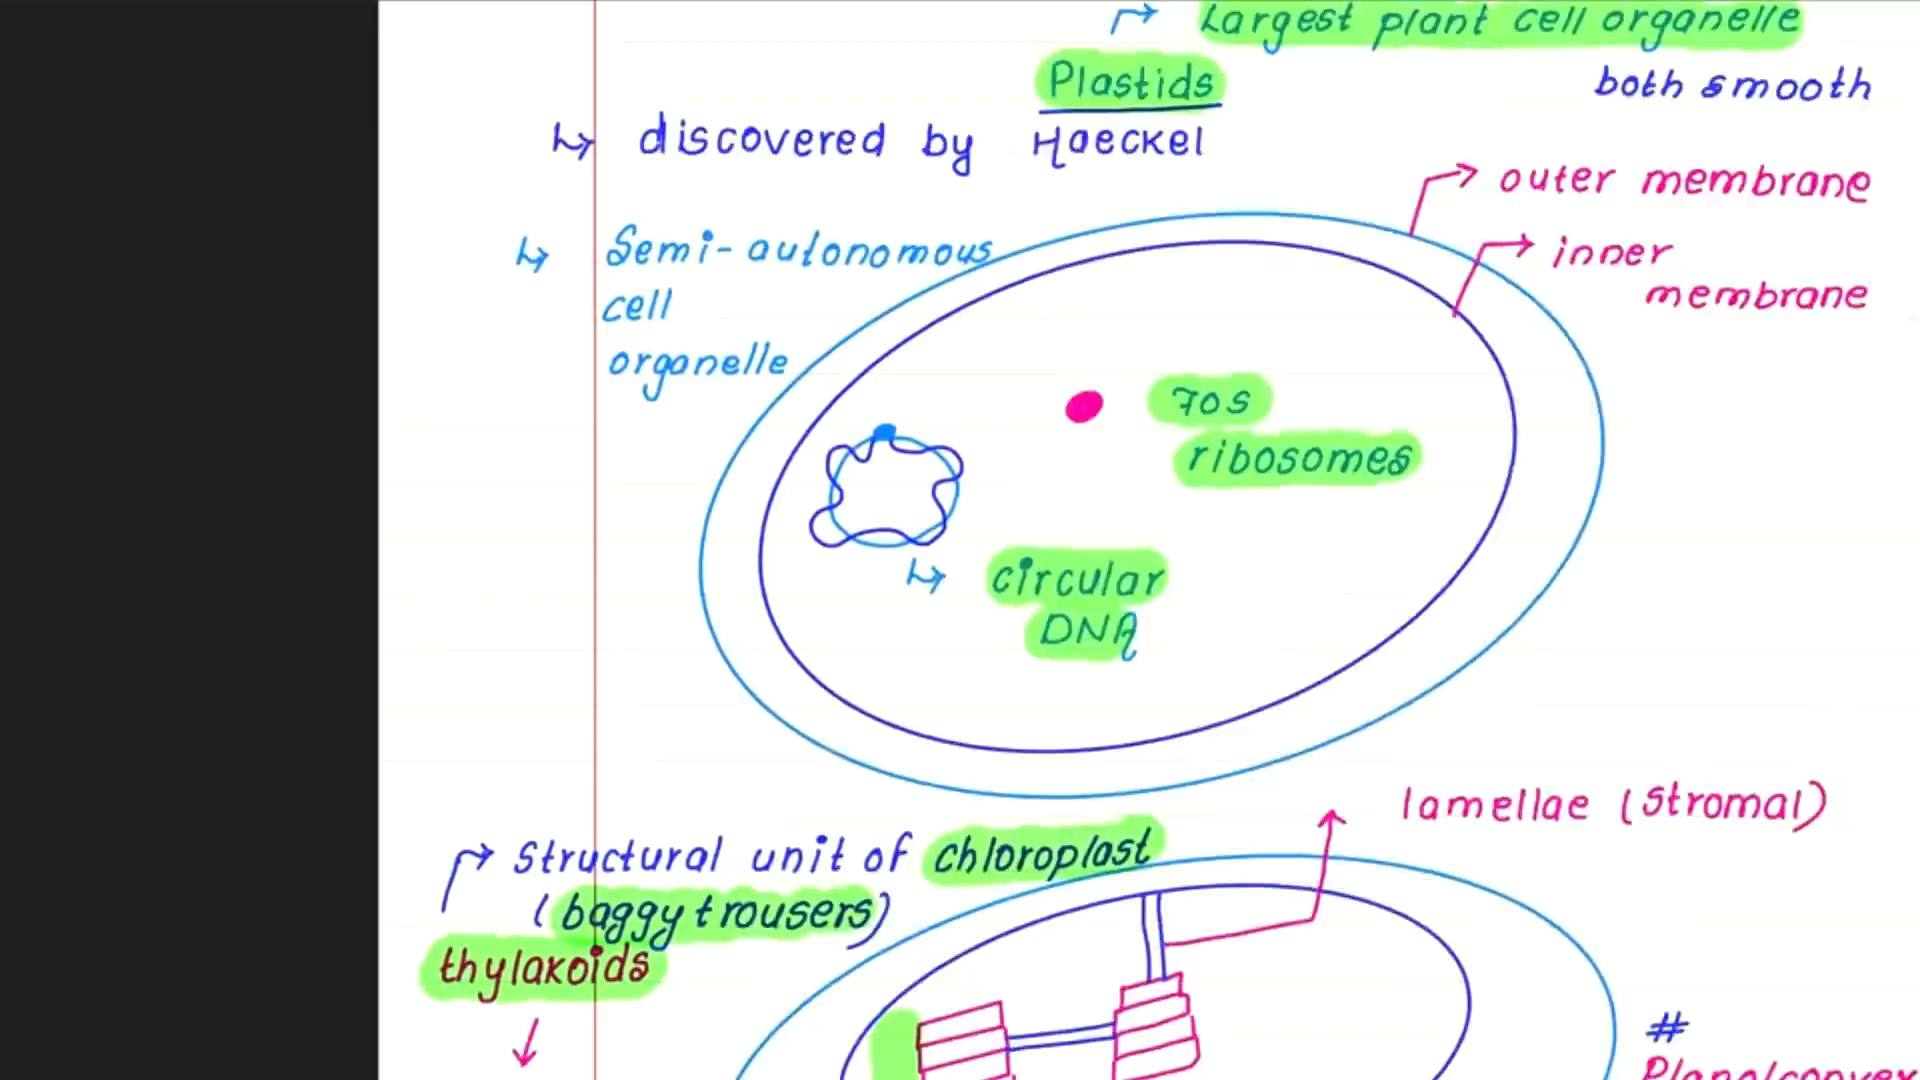 Largest plant cell organelle
Plastids
both smooth
discovered by Haeckel
outer membrane
Semi-autonomous
cell
organelle
inner
membrane
70s
ribosomes
circular
DNA
lamellae (stromal)
Structural unit of chloroplast
(baggy trousers)
thylakoids
#